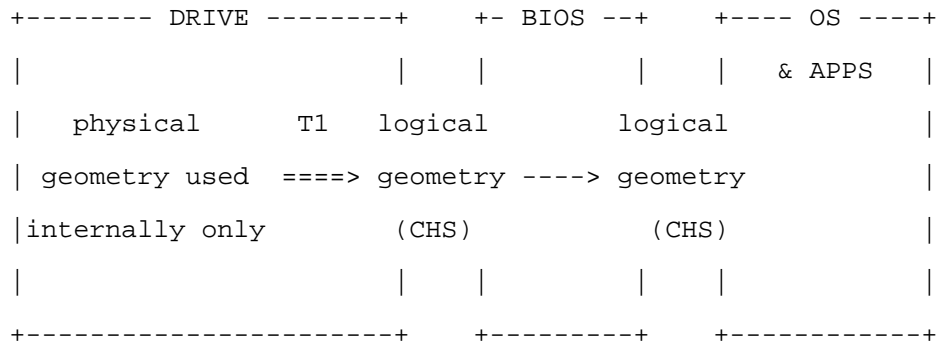 +-------- DRIVE --------+ +- BIOS --+ +---- OS ----+
| | | | | & APPS |
| physical T1 logical logical |
| geometry used ====> geometry ----> geometry |
|internally only (CHS) (CHS) |
| | | | | |
+-----------------------+ +---------+ +------------+